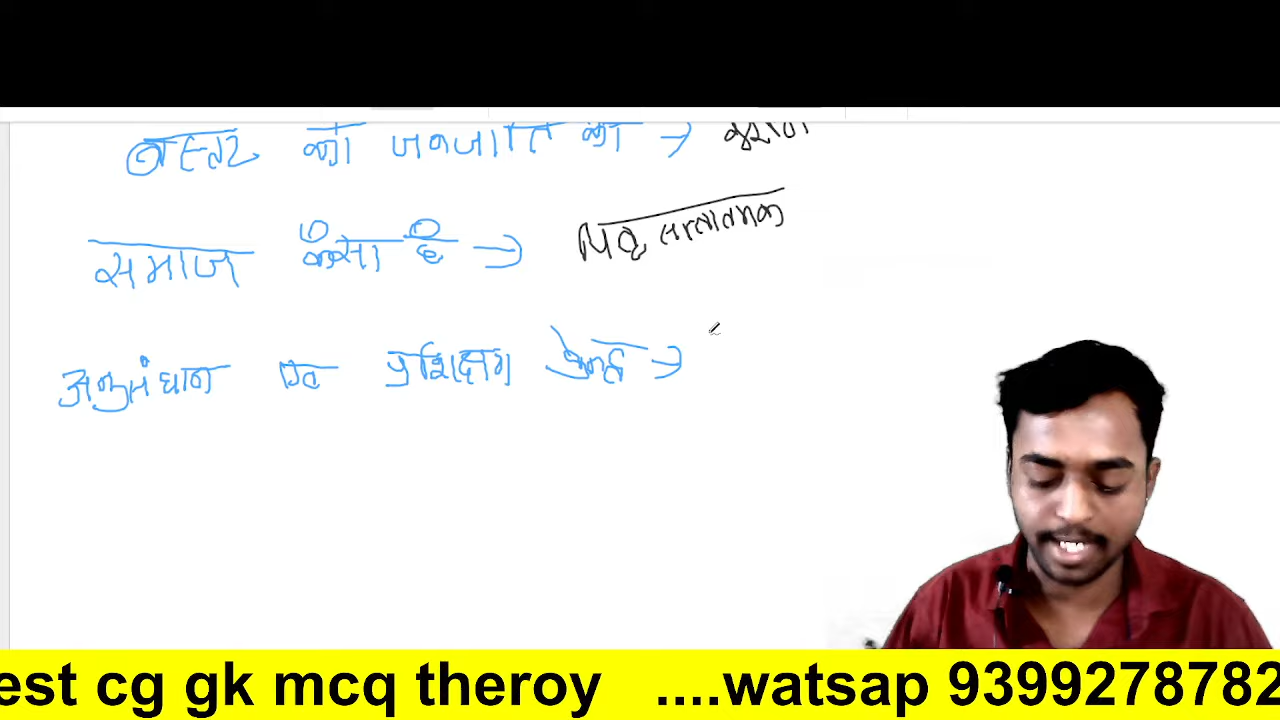 बस्तर की जनजाति का →
समाज कैसा है → पितृसत्तात्मक
अनुसंधान एवं प्रशिक्षण →
est cg gk mcq theroy ....watsap 9399278782